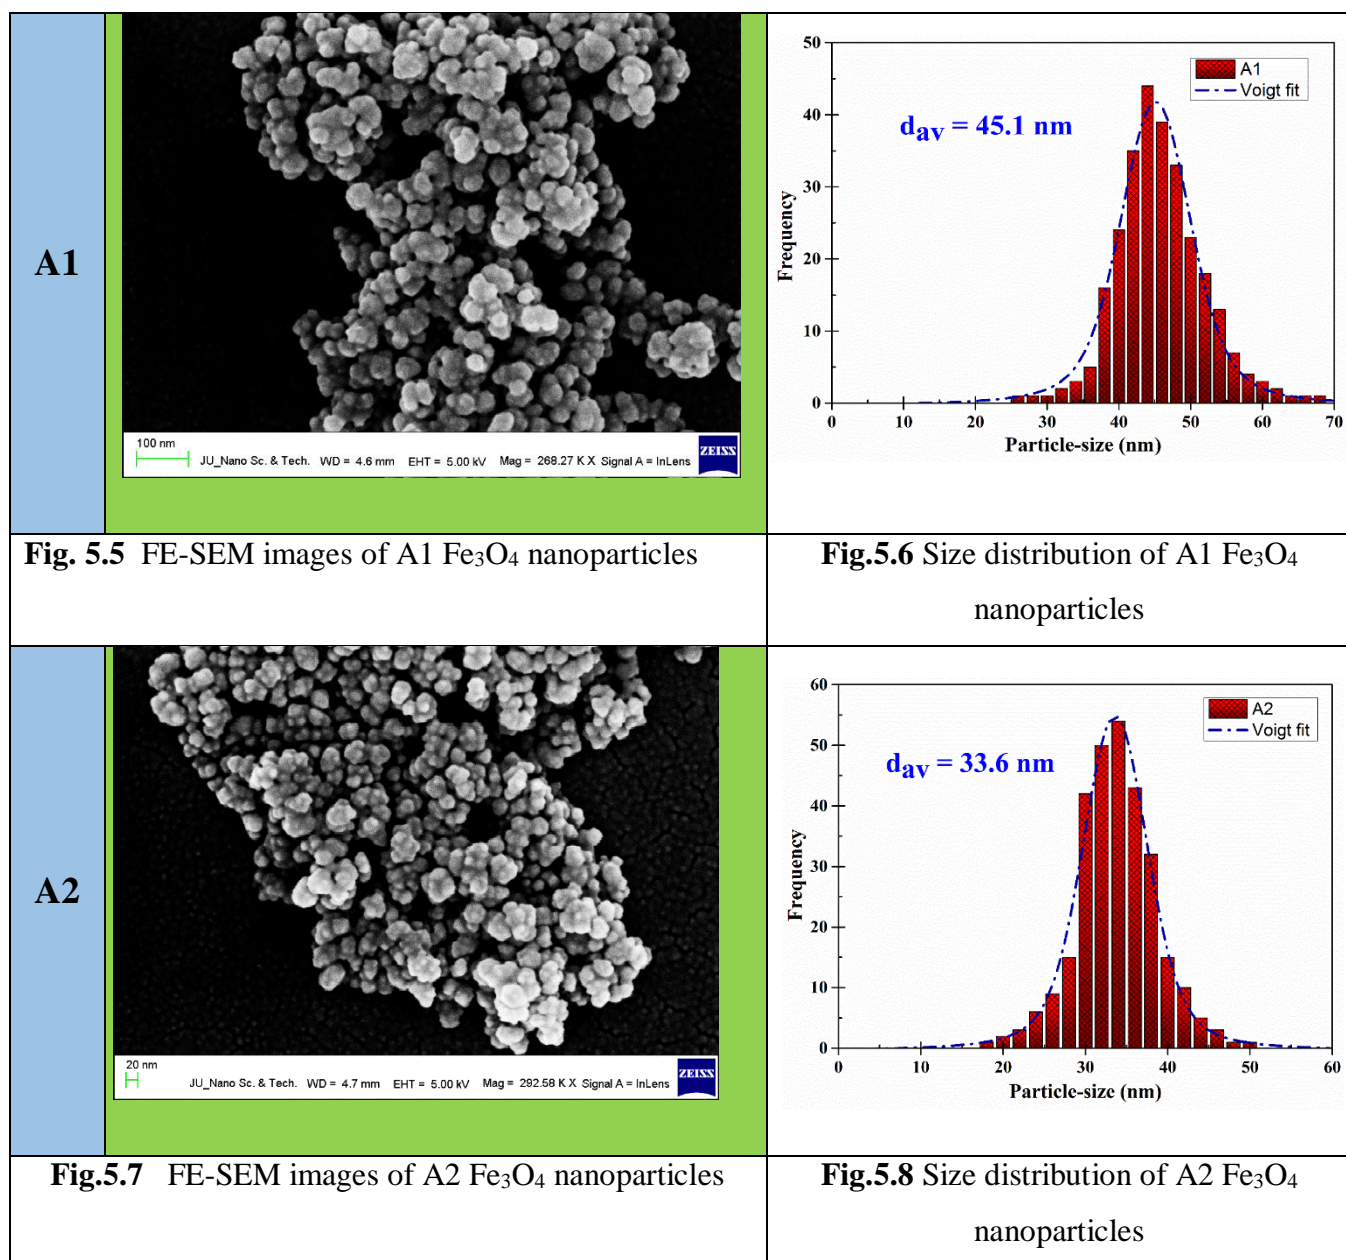 A1
100 nm
JU_Nano Sc. & Tech. WD = 4.6 mm EHT = 5.00 kV Mag = 268.27 K X Signal A = InLens
ZEISS
50
40
30
20
10
0
Frequency
A1
Voigt fit
dav = 45.1 nm
0 10 20 30 40 50 60 70
Particle-size (nm)
Fig. 5.5 FE-SEM images of A1 Fe₃O₄ nanoparticles
Fig.5.6 Size distribution of A1 Fe₃O₄
nanoparticles
A2
20 nm
JU_Nano Sc. & Tech. WD = 4.7 mm EHT = 5.00 kV Mag = 292.58 K X Signal A = InLens
ZEISS
60
50
40
30
20
10
0
Frequency
A2
Voigt fit
dav = 33.6 nm
0 10 20 30 40 50 60
Particle-size (nm)
Fig.5.7 FE-SEM images of A2 Fe₃O₄ nanoparticles
Fig.5.8 Size distribution of A2 Fe₃O₄
nanoparticles